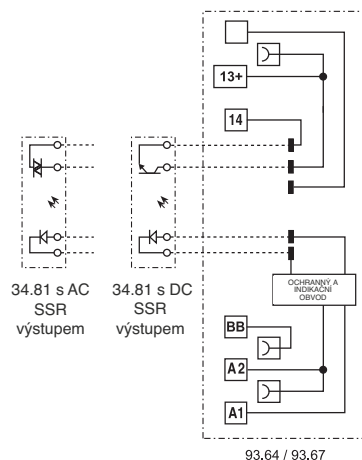 13+
14
34.81 s AC
SSR
výstupem
34.81 s DC
SSR
výstupem
OCHRANNÝ A
INDIKAČNÍ
OBVOD
BB
A2
A1
93.64 / 93.67